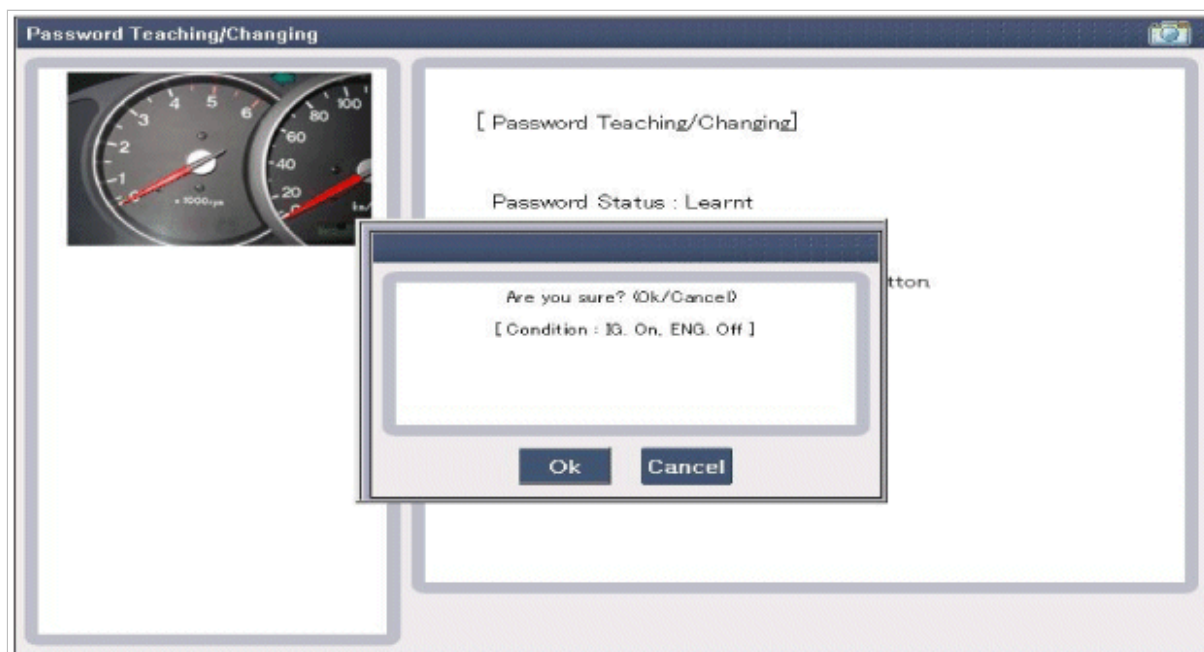 Password Teaching/Changing
4
5
6
3
2
1
0
× 1000rpm
100
80
60
40
20
0
km/
[ Password Teaching/Changing]
Password Status : Learnt
tton.
Are you sure? (Ok/Cancel)
[ Condition : IG. On, ENG. Off ]
Ok
Cancel